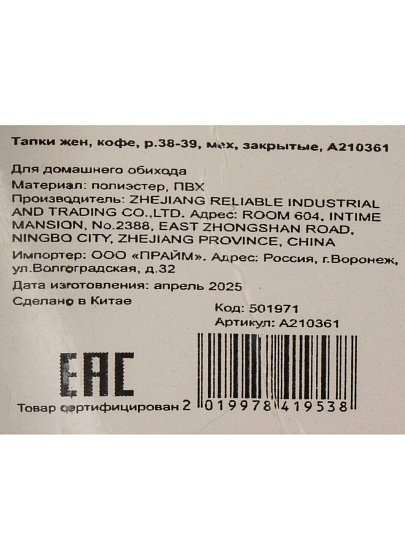 Тапки жен, кофе, р.38-39, мех, закрытые, А210361
Для домашнего обихода
Материал: полиэстер, ПВХ
Производитель: ZHEJIANG RELIABLE INDUSTRIAL
AND TRADING CO.,LTD. Адрес: ROOM 604, INTIME
MANSION, No.2388, EAST ZHONGSHAN ROAD,
NINGBO CITY, ZHEJIANG PROVINCE, CHINA
Импортер: ООО «ПРАЙМ». Адрес: Россия, г.Воронеж,
ул.Волгоградская, д.32
Дата изготовления: апрель 2025
Сделано в Китае
Код: 501971
Артикул: А210361
ЕАС
Товар сертифицирован
2 019978 419538